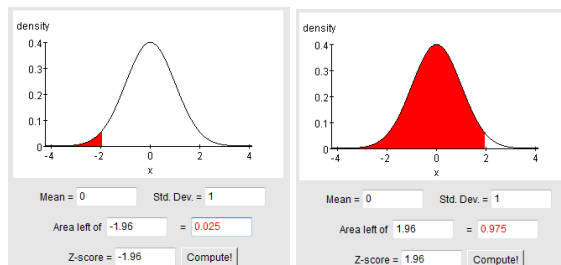 density
0.4
0.3
0.2
0.1
0
-4 -2 0 2 4
x
Mean = 0 Std. Dev. = 1
Area left of -1.96 = 0.025
Z-score = -1.96 Compute!
density
0.4
0.3
0.2
0.1
0
-4 -2 0 2 4
x
Mean = 0 Std. Dev. = 1
Area left of 1.96 = 0.975
Z-score = 1.96 Compute!